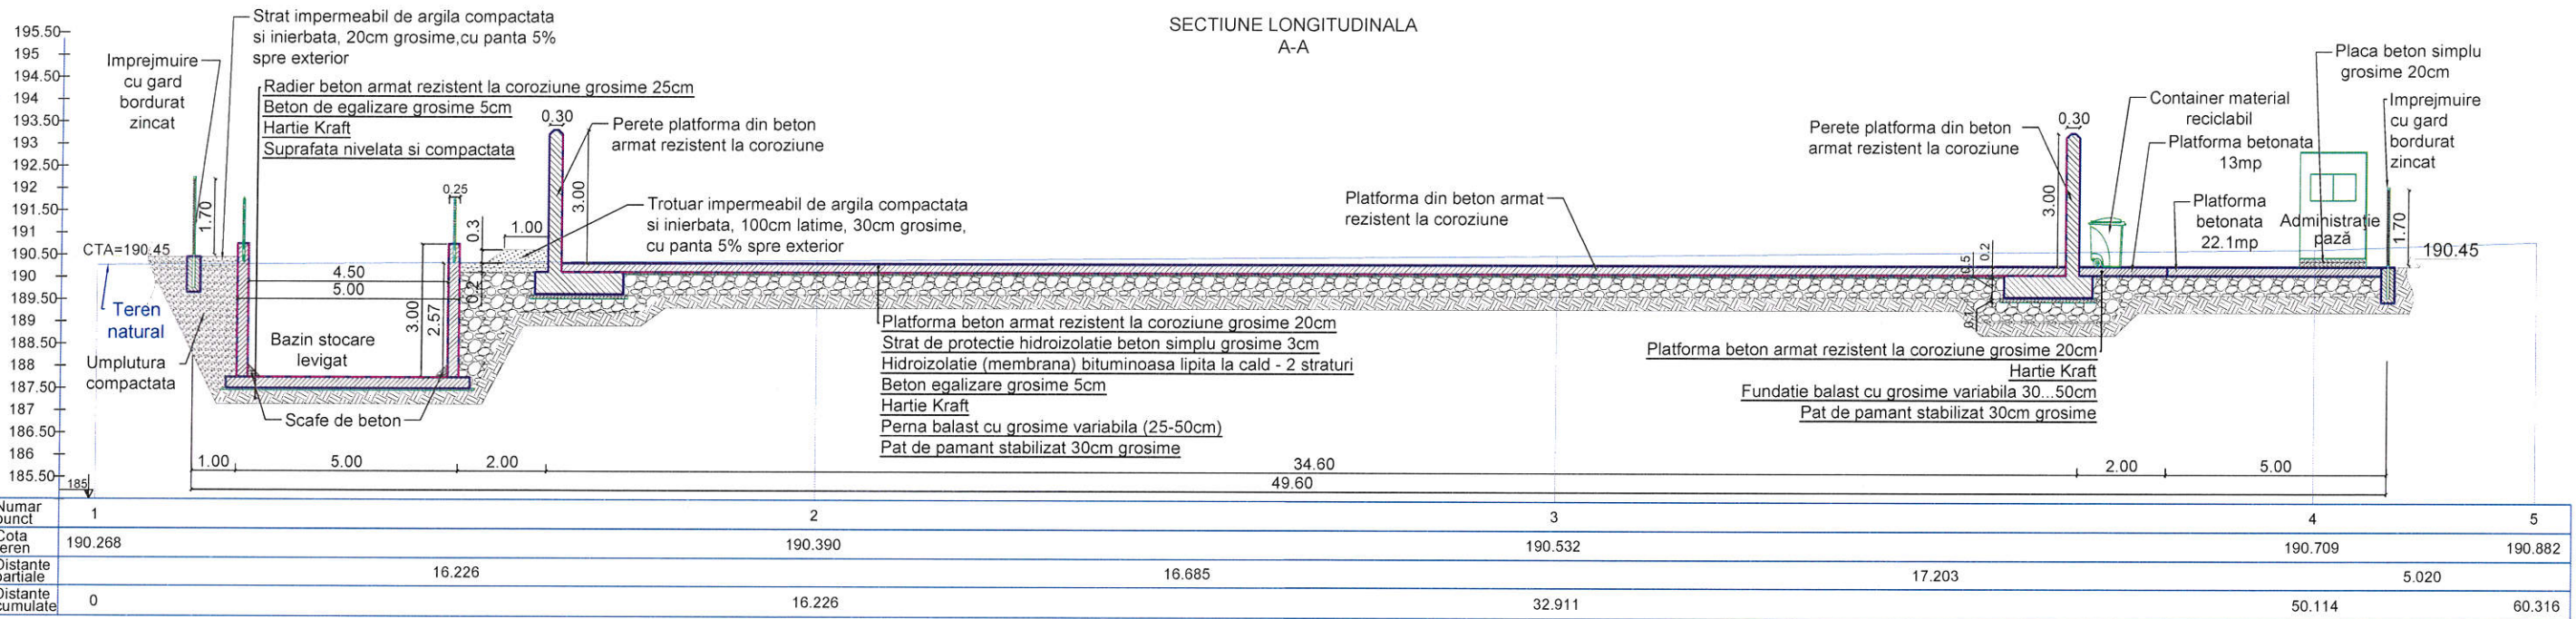 SECTIUNE LONGITUDINALA
A-A
195.50
195
194.50
194
193.50
193
192.50
192
191.50
191
190.50
190
189.50
189
188.50
188
187.50
187
186.50
186
185.50
185
Strat impermeabil de argila compactata
si inierbata, 20cm grosime,cu panta 5%
spre exterior
Imprejmuire
cu gard
bordurat
zincat
Radier beton armat rezistent la coroziune grosime 25cm
Beton de egalizare grosime 5cm
Hartie Kraft
Suprafata nivelata si compactata
0.30
Perete platforma din beton
armat rezistent la coroziune
3.00
Trotuar impermeabil de argila compactata
si inierbata, 100cm latime, 30cm grosime,
cu panta 5% spre exterior
1.70
0.25
0.3
1.00
0.2
CTA=190.45
Teren
natural
Umplutura
compactata
4.50
5.00
3.00
2.57
Bazin stocare
levigat
Scafe de beton
Platforma din beton armat
rezistent la coroziune
Platforma beton armat rezistent la coroziune grosime 20cm
Strat de protectie hidroizolatie beton simplu grosime 3cm
Hidroizolatie (membrana) bituminoasa lipita la cald - 2 straturi
Beton egalizare grosime 5cm
Hartie Kraft
Perna balast cu grosime variabila (25-50cm)
Pat de pamant stabilizat 30cm grosime
Perete platforma din beton
armat rezistent la coroziune
0.30
3.00
Container material
reciclabil
Platforma betonata
13mp
Platforma
betonata
22.1mp
Placa beton simplu
grosime 20cm
Imprejmuire
cu gard
bordurat
zincat
Administraţie
pază
1.70
190.45
0.2
0.5
0.2
0.1
Platforma beton armat rezistent la coroziune grosime 20cm
Hartie Kraft
Fundatie balast cu grosime variabila 30...50cm
Pat de pamant stabilizat 30cm grosime
1.00 5.00 2.00 34.60 2.00 5.00
49.60
Numar
punct 1 2 3 4 5
Cota
teren 190.268 190.390 190.532 190.709 190.882
Distante
partiale 16.226 16.685 17.203 5.020
Distante
cumulate 0 16.226 32.911 50.114 60.316